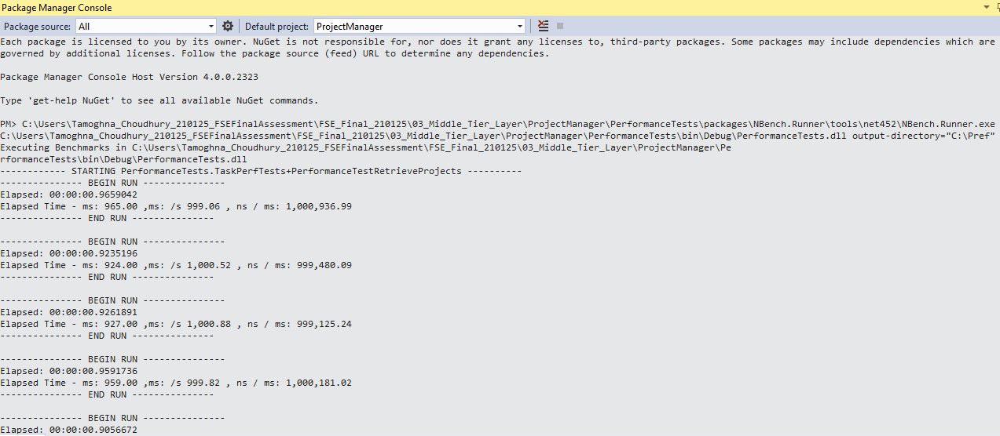 Package Manager Console
Package source: All Default project: ProjectManager
Each package is licensed to you by its owner. NuGet is not responsible for, nor does it grant any licenses to, third-party packages. Some packages may include dependencies which are
governed by additional licenses. Follow the package source (feed) URL to determine any dependencies.
Package Manager Console Host Version 4.0.0.2323
Type 'get-help NuGet' to see all available NuGet commands.
PM> C:\Users\Tamoghna_Choudhury_210125_FSEFinalAssessment\FSE_Final_210125\03_Middle_Tier_Layer\ProjectManager\PerformanceTests\packages\NBench.Runner\tools\net452\NBench.Runner.exe
C:\Users\Tamoghna_Choudhury_210125_FSEFinalAssessment\FSE_Final_210125\03_Middle_Tier_Layer\ProjectManager\PerformanceTests\bin\Debug\PerformanceTests.dll output-directory="C:\Pref"
Executing Benchmarks in C:\Users\Tamoghna_Choudhury_210125_FSEFinalAssessment\FSE_Final_210125\03_Middle_Tier_Layer\ProjectManager\Pe
rformanceTests\bin\Debug\PerformanceTests.dll
------------ STARTING PerformanceTests.TaskPerfTests+PerformanceTestRetrieveProjects ----------
--------------- BEGIN RUN ---------------
Elapsed: 00:00:00.9659042
Elapsed Time - ms: 965.00 ,ms: /s 999.06 , ns / ms: 1,000,936.99
--------------- END RUN ---------------
--------------- BEGIN RUN ---------------
Elapsed: 00:00:00.9235196
Elapsed Time - ms: 924.00 ,ms: /s 1,000.52 , ns / ms: 999,480.09
--------------- END RUN ---------------
--------------- BEGIN RUN ---------------
Elapsed: 00:00:00.9261891
Elapsed Time - ms: 927.00 ,ms: /s 1,000.88 , ns / ms: 999,125.24
--------------- END RUN ---------------
--------------- BEGIN RUN ---------------
Elapsed: 00:00:00.9591736
Elapsed Time - ms: 959.00 ,ms: /s 999.82 , ns / ms: 1,000,181.02
--------------- END RUN ---------------
--------------- BEGIN RUN ---------------
Elapsed: 00:00:00.9056672